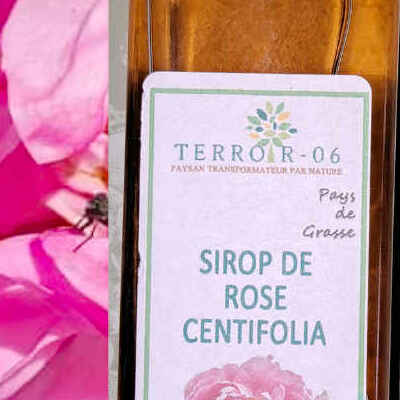 TERROIR-06
PAYSAN TRANSFORMATEUR PAR NATURE
Pays
de
Grasse
SIROP DE
ROSE
CENTIFOLIA